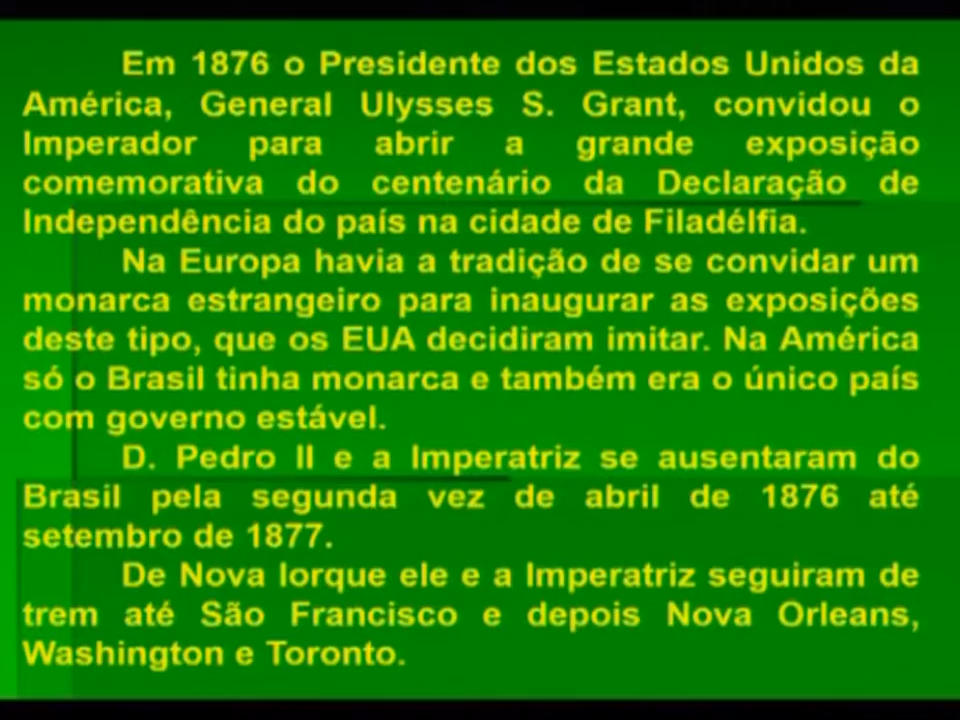 Em 1876 o Presidente dos Estados Unidos da
América, General Ulysses S. Grant, convidou o
Imperador para abrir a grande exposição
comemorativa do centenário da Declaração de
Independência do país na cidade de Filadélfia.
Na Europa havia a tradição de se convidar um
monarca estrangeiro para inaugurar as exposições
deste tipo, que os EUA decidiram imitar. Na América
só o Brasil tinha monarca e também era o único país
com governo estável.
D. Pedro II e a Imperatriz se ausentaram do
Brasil pela segunda vez de abril de 1876 até
setembro de 1877.
De Nova Iorque ele e a Imperatriz seguiram de
trem até São Francisco e depois Nova Orleans,
Washington e Toronto.